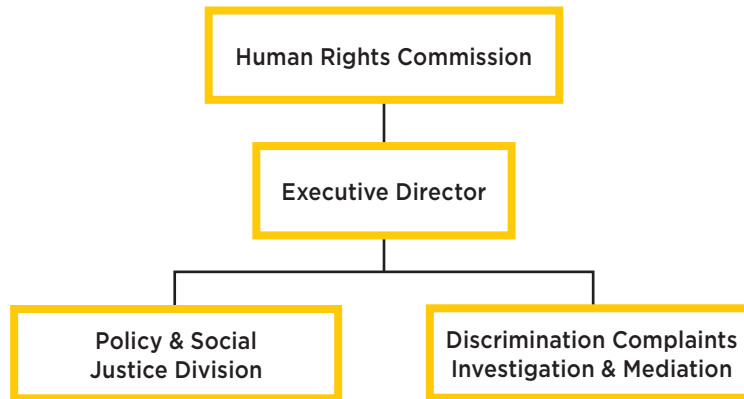 Human Rights Commission
Executive Director
Policy & Social
Justice Division
Discrimination Complaints
Investigation & Mediation